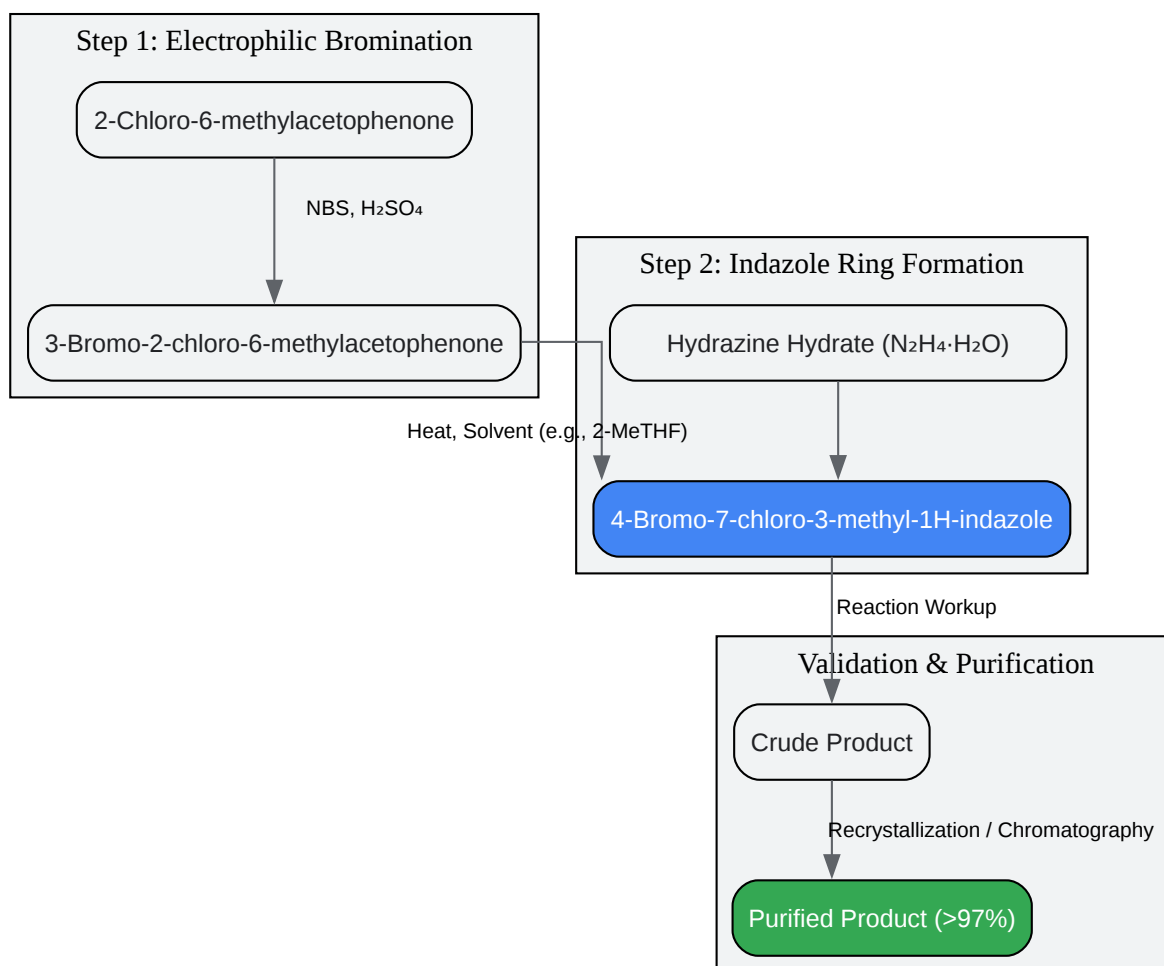 Step 1: Electrophilic Bromination
2-Chloro-6-methylacetophenone
NBS, H₂SO₄
3-Bromo-2-chloro-6-methylacetophenone
Step 2: Indazole Ring Formation
Hydrazine Hydrate (N₂H₄·H₂O)
Heat, Solvent (e.g., 2-MeTHF)
4-Bromo-7-chloro-3-methyl-1H-indazole
Reaction Workup
Validation & Purification
Crude Product
Recrystallization / Chromatography
Purified Product (>97%)